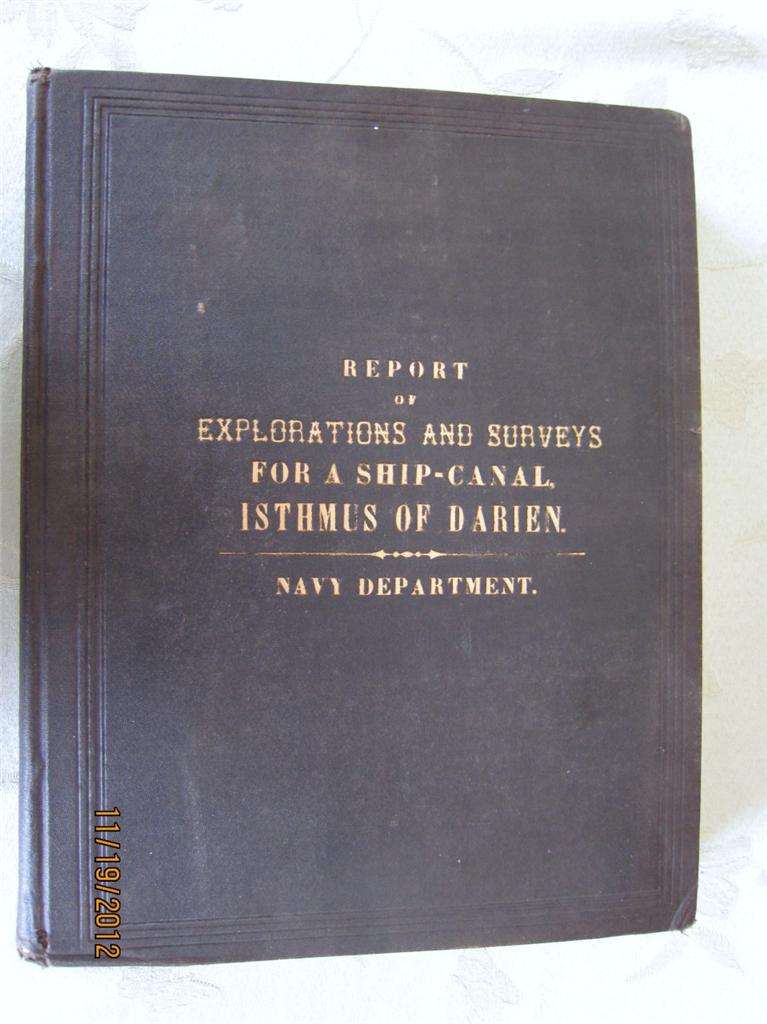 REPORT
OF
EXPLORATIONS AND SURVEYS
FOR A SHIP-CANAL,
ISTHMUS OF DARIEN.
NAVY DEPARTMENT.
11/19/2012